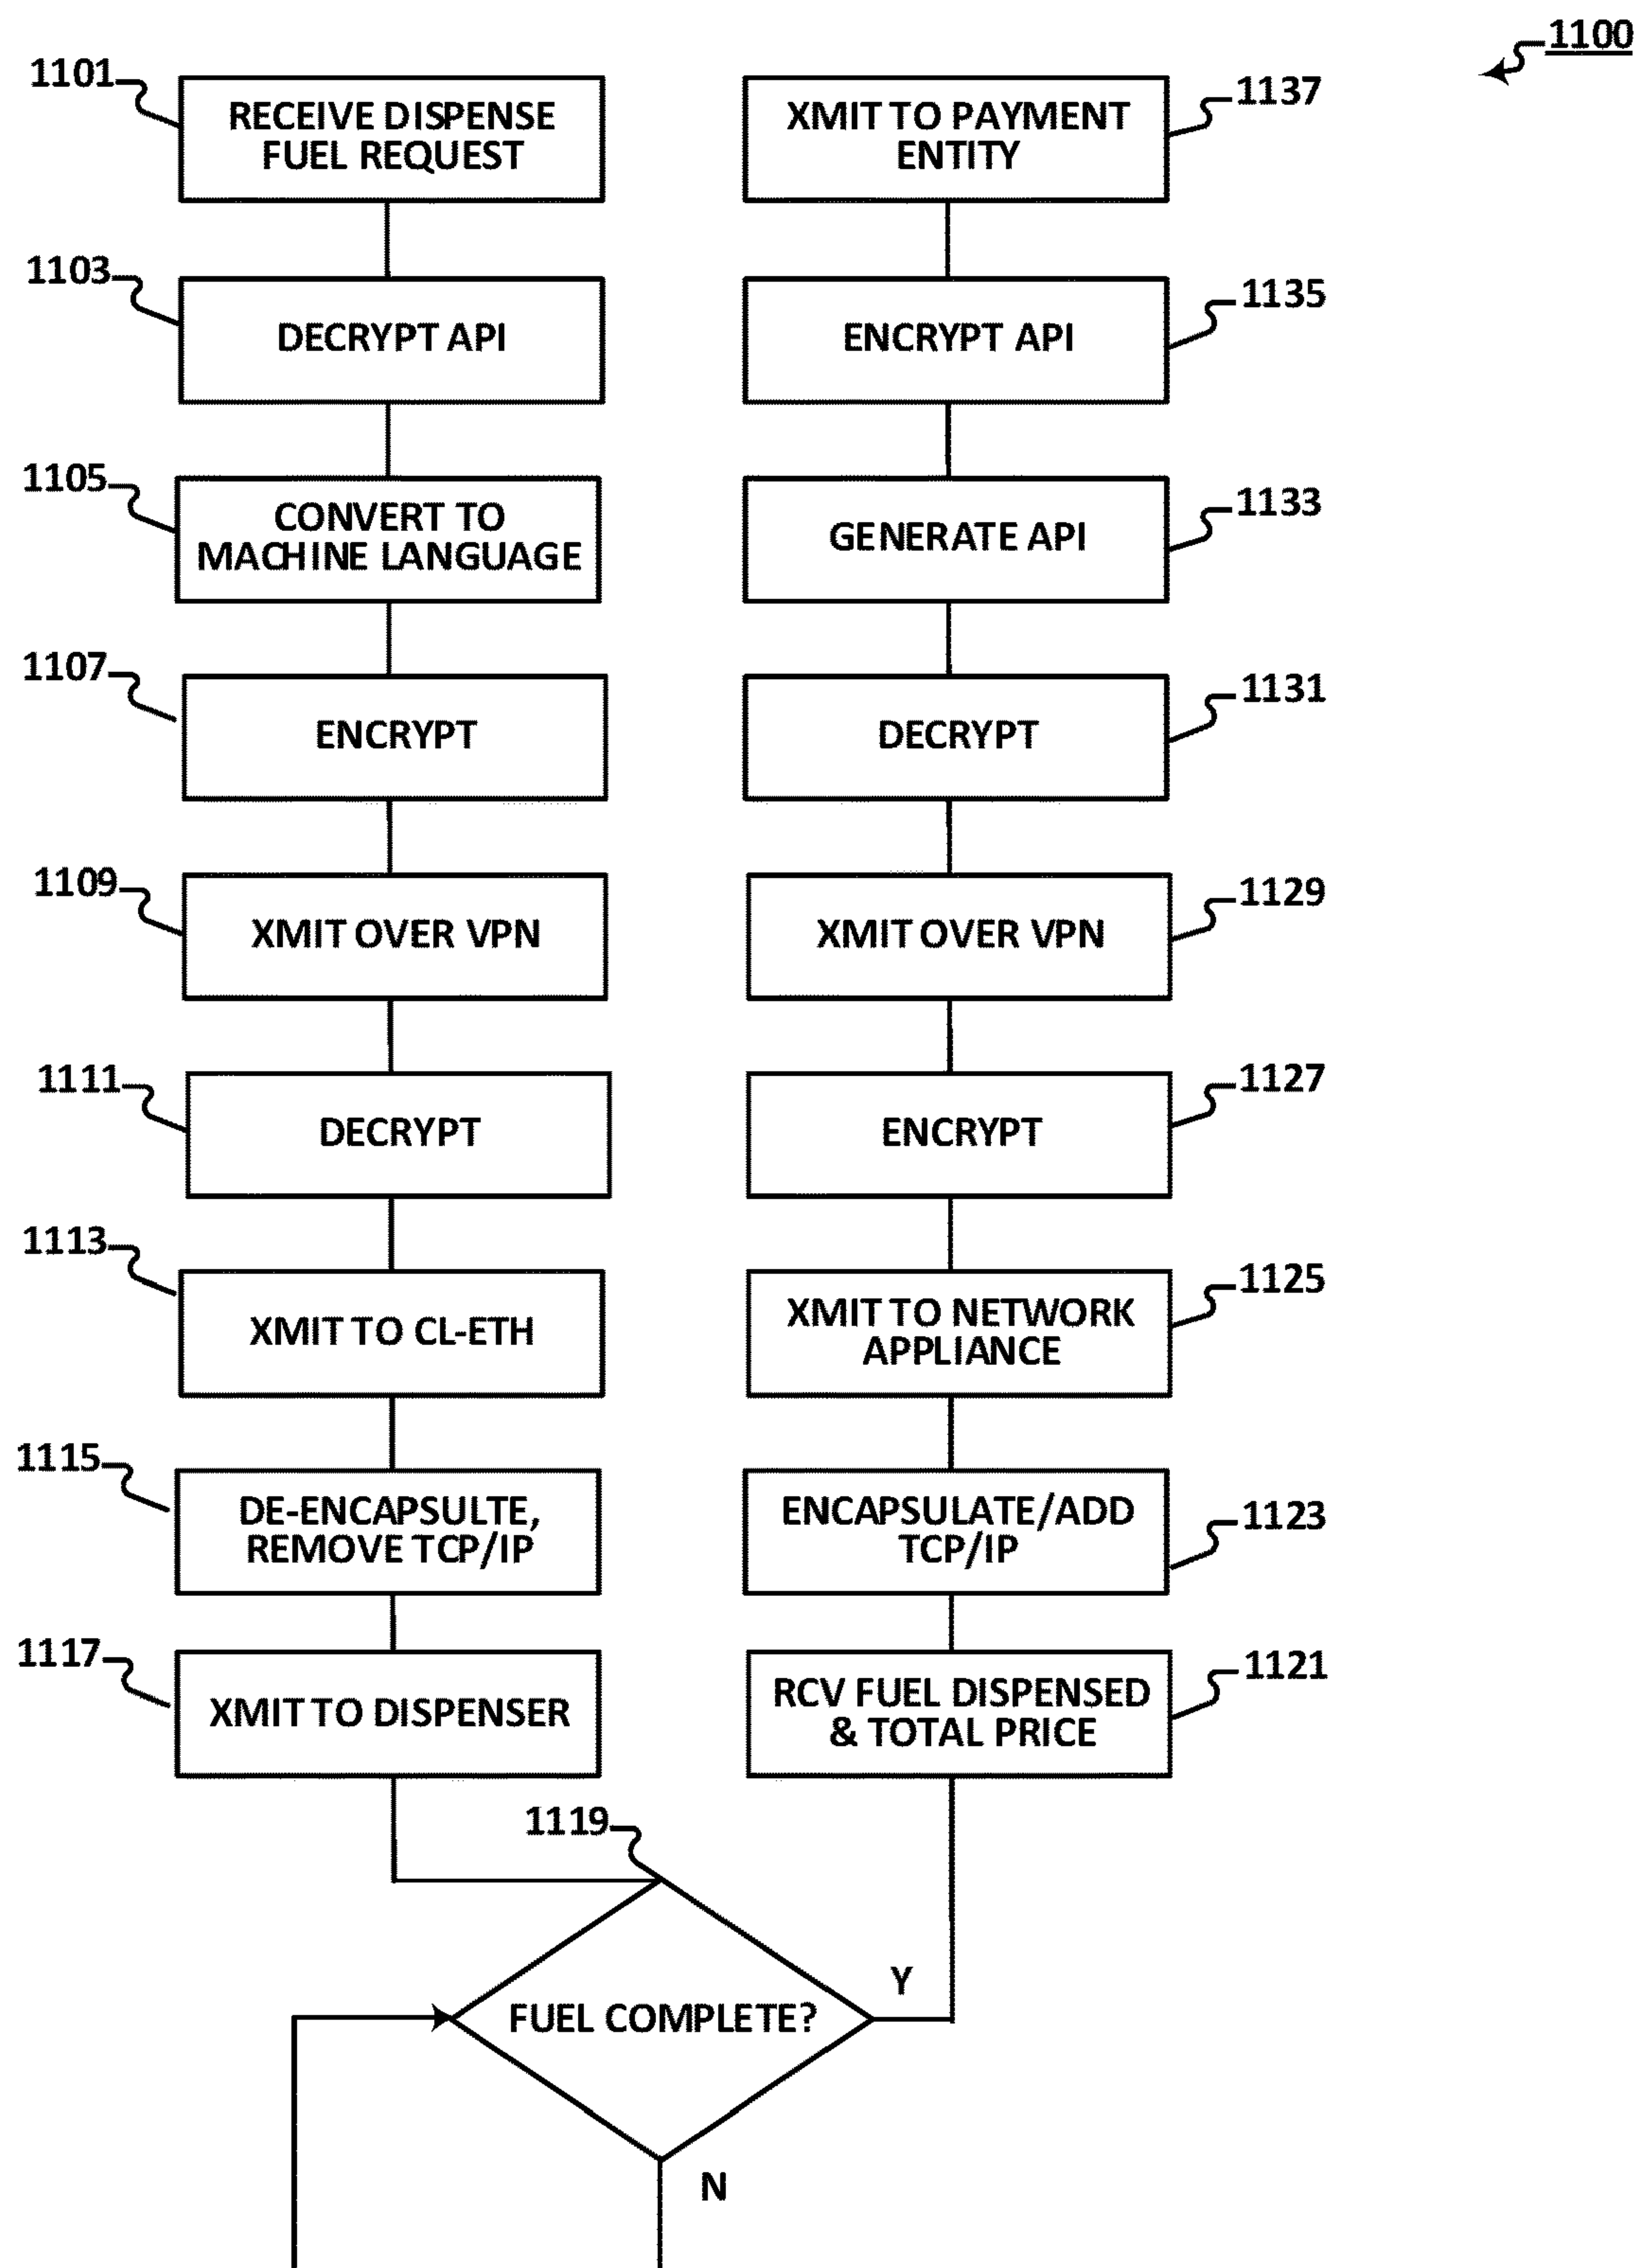 1100
1101
RECEIVE DISPENSE
FUEL REQUEST
1103
DECRYPT API
1105
CONVERT TO
MACHINE LANGUAGE
1107
ENCRYPT
1109
XMIT OVER VPN
1111
DECRYPT
1113
XMIT TO CL-ETH
1115
DE-ENCAPSULTE,
REMOVE TCP/IP
1117
XMIT TO DISPENSER
1119
FUEL COMPLETE?
Y
N
1137
XMIT TO PAYMENT
ENTITY
1135
ENCRYPT API
1133
GENERATE API
1131
DECRYPT
1129
XMIT OVER VPN
1127
ENCRYPT
1125
XMIT TO NETWORK
APPLIANCE
1123
ENCAPSULATE/ADD
TCP/IP
1121
RCV FUEL DISPENSED
& TOTAL PRICE